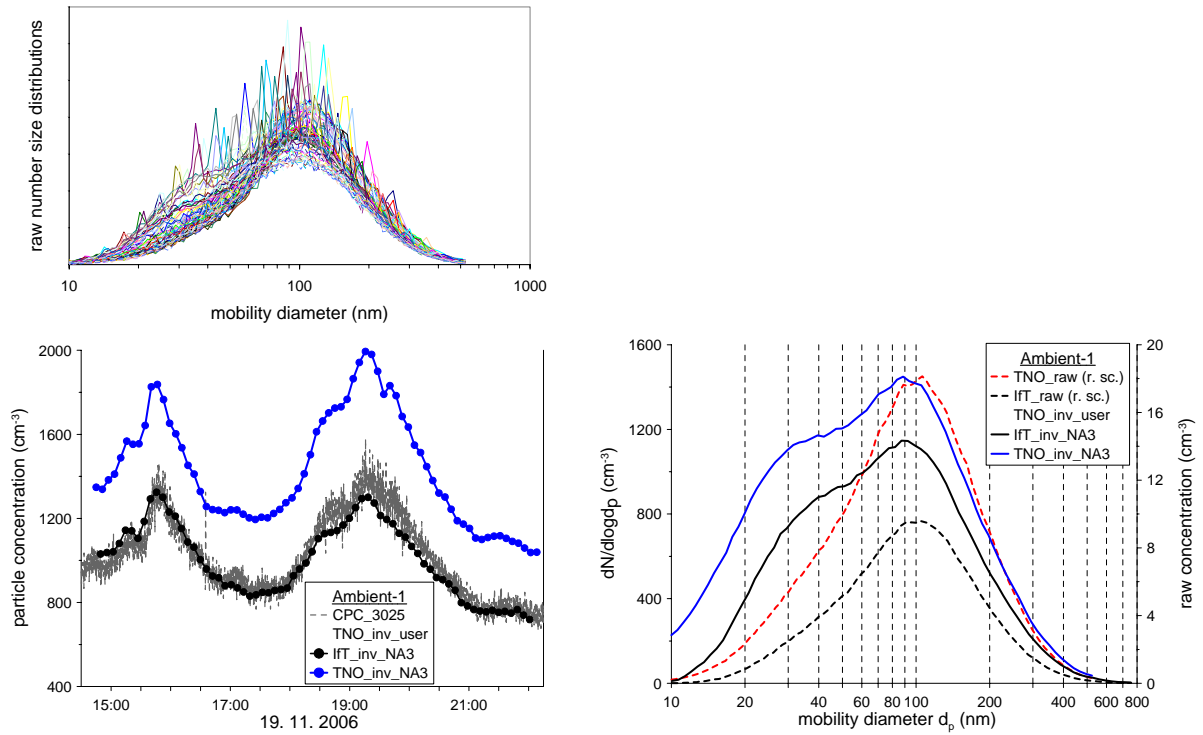 raw number size distributions
10
100
1000
mobility diameter (nm)
2000
1600
1200
800
400
particle concentration (cm-3)
Ambient-1
CPC_3025
TNO_inv_user
IfT_inv_NA3
TNO_inv_NA3
15:00
17:00
19:00
21:00
19. 11. 2006
1600
1400
1200
800
400
0
dN/dlogdp (cm-3)
20
16
12
8
4
0
raw concentration (cm-3)
Ambient-1
TNO_raw (r. sc.)
IfT_raw (r. sc.)
TNO_inv_user
IfT_inv_NA3
TNO_inv_NA3
10
20
40
60
80
100
200
400
600
800
mobility diameter dp (nm)